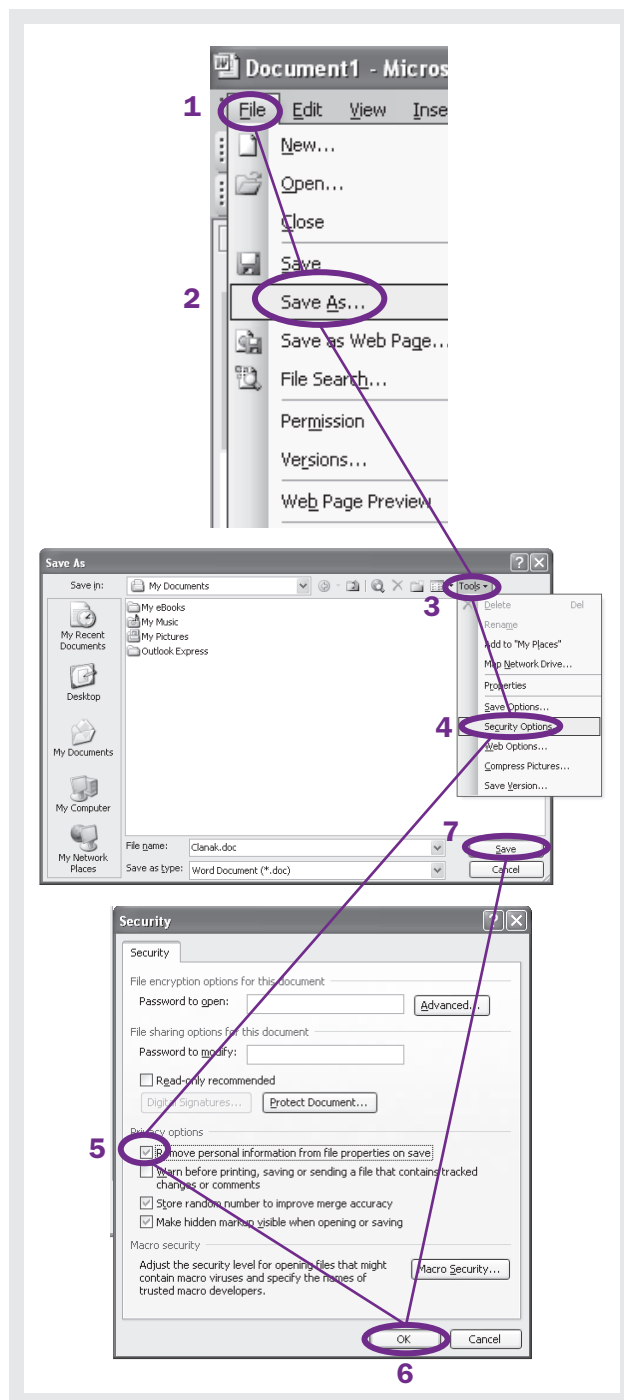 Document1 - Micros
1
File Edit View Inse
New...
Open...
Close
Save
2
Save As...
Save as Web Page...
File Search...
Permission
Versions...
Web Page Preview
Save As
Save in: My Documents Tools
3
My eBooks
My Music
My Pictures
Outlook Express
My Recent Documents
Desktop
My Documents
My Computer
My Network Places
Delete Del
Rename
Add to "My Places"
Map Network Drive...
Properties
Save Options...
4
Security Options...
Web Options...
Compress Pictures...
Save Version...
7
File name: Clanak.doc Save
Save as type: Word Document (*.doc) Cancel
Security
Security
File encryption options for this document
Password to open: Advanced...
File sharing options for this document
Password to modify:
Read-only recommended
Digital Signatures... Protect Document...
Privacy options
5
Remove personal information from file properties on save
Warn before printing, saving or sending a file that contains tracked
changes or comments
Store random number to improve merge accuracy
Make hidden markup visible when opening or saving
Macro security
Adjust the security level for opening files that might
contain macro viruses and specify the names of
trusted macro developers.
Macro Security...
OK Cancel
6